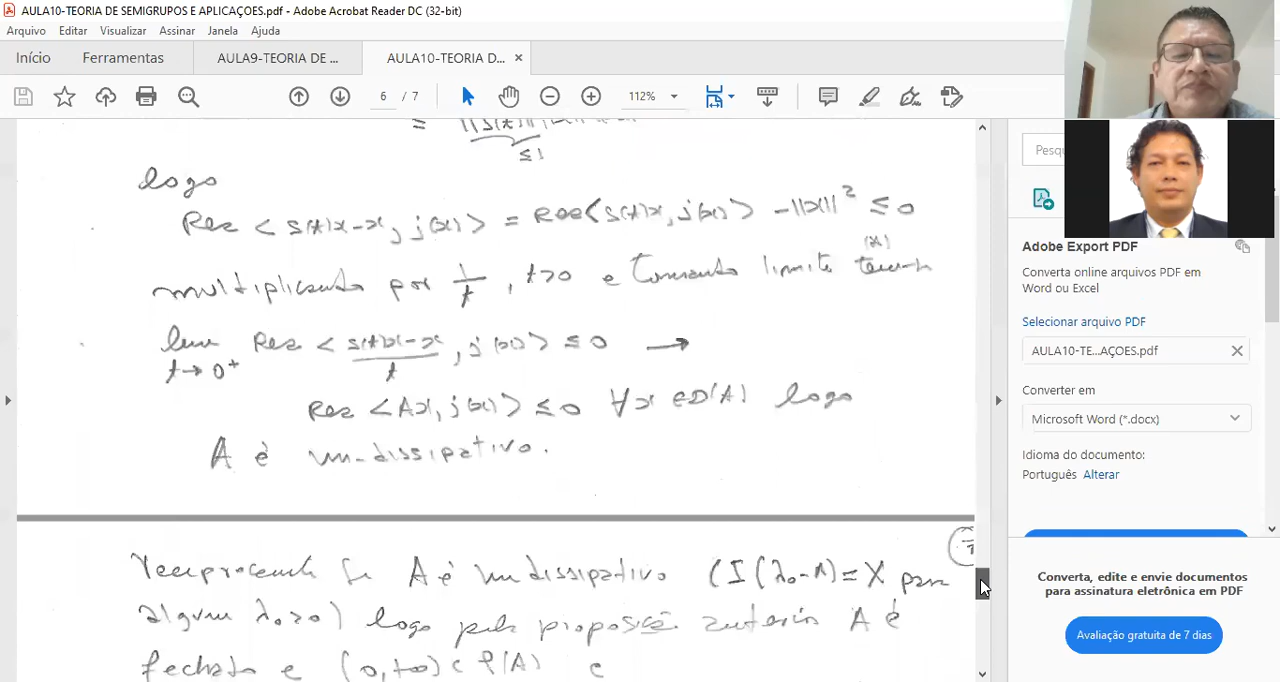 AULA10-TEORIA DE SEMIGRUPOS E APLICAÇOES.pdf - Adobe Acrobat Reader DC (32-bit)
Arquivo Editar Visualizar Assinar Janela Ajuda
Início Ferramentas AULA9-TEORIA DE ... AULA10-TEORIA D... ×
6 / 7 112%
≤1
logo
Re < S(t)x-x, j(x) > = Re< S(t)x, j(x) > - ||x||² ≤ 0
(x)
multiplicando por 1/t, t>0 e tomando limite
lim t→0⁺ Re < S(t)x-x / t, j(x) > ≤ 0 →
Re <Ax, j(x)> ≤ 0 ∀x ∈ D(A) logo
A é m-dissipativo.
7
Se A é m-dissipativo (I(λ₀-A)=X para
algum λ₀>0) logo pela proposição anterior A é
fechado e (0,+∞) ⊂ ρ(A) e
Pesqu
Adobe Export PDF
Converta online arquivos PDF em
Word ou Excel
Selecionar arquivo PDF
AULA10-TE...AÇOES.pdf ×
Converter em
Microsoft Word (*.docx)
Idioma do documento:
Português Alterar
Converta, edite e envie documentos
para assinatura eletrônica em PDF
Avaliação gratuita de 7 dias